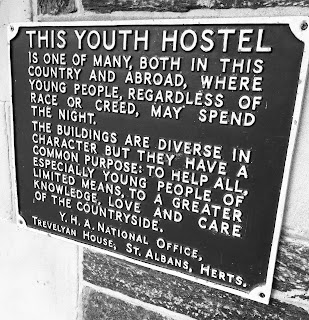 THIS YOUTH HOSTEL
IS ONE OF MANY, BOTH IN THIS
COUNTRY AND ABROAD, WHERE
YOUNG PEOPLE, REGARDLESS OF
RACE OR CREED, MAY SPEND
THE NIGHT.
THE BUILDINGS ARE DIVERSE IN
CHARACTER BUT THEY HAVE A
COMMON PURPOSE: TO HELP ALL,
ESPECIALLY YOUNG PEOPLE OF
LIMITED MEANS, TO A GREATER
KNOWLEDGE, LOVE AND CARE
OF THE COUNTRYSIDE.
Y. H. A. NATIONAL OFFICE,
TREVELYAN HOUSE, ST. ALBANS, HERTS.